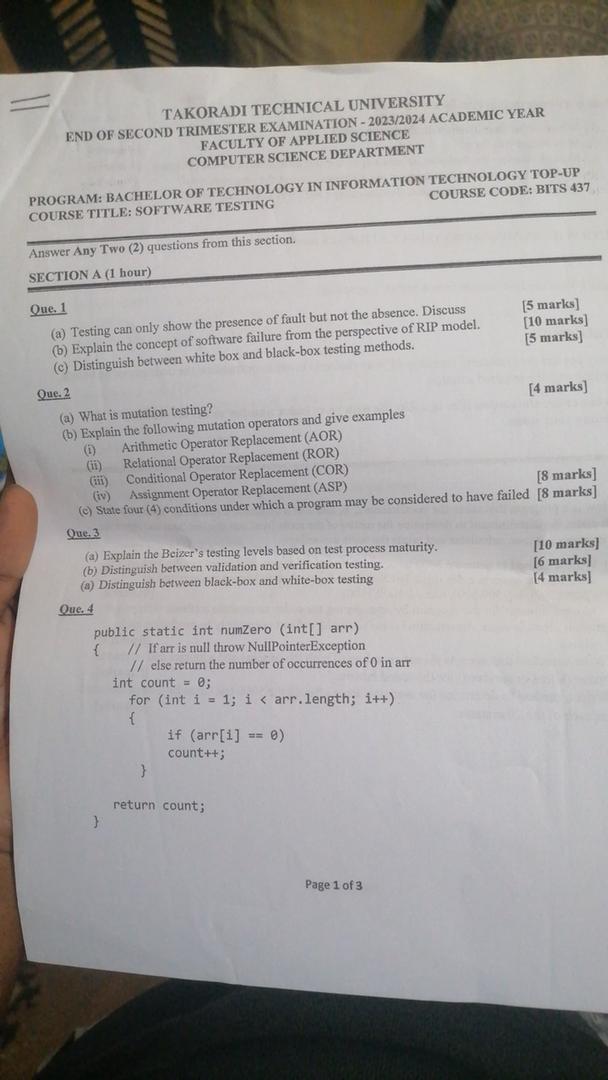 TAKORADI TECHNICAL UNIVERSITY
END OF SECOND TRIMESTER EXAMINATION - 2023/2024 ACADEMIC YEAR
FACULTY OF APPLIED SCIENCE
COMPUTER SCIENCE DEPARTMENT
PROGRAM: BACHELOR OF TECHNOLOGY IN INFORMATION TECHNOLOGY TOP-UP
COURSE TITLE: SOFTWARE TESTING COURSE CODE: BITS 437
Answer Any Two (2) questions from this section.
SECTION A (1 hour)
Que. 1
(a) Testing can only show the presence of fault but not the absence. Discuss [5 marks]
(b) Explain the concept of software failure from the perspective of RIP model. [10 marks]
(c) Distinguish between white box and black-box testing methods. [5 marks]
Que. 2
(a) What is mutation testing? [4 marks]
(b) Explain the following mutation operators and give examples
(i) Arithmetic Operator Replacement (AOR)
(ii) Relational Operator Replacement (ROR)
(iii) Conditional Operator Replacement (COR)
(iv) Assignment Operator Replacement (ASP) [8 marks]
(c) State four (4) conditions under which a program may be considered to have failed [8 marks]
Que. 3
(a) Explain the Beizer's testing levels based on test process maturity. [10 marks]
(b) Distinguish between validation and verification testing. [6 marks]
(a) Distinguish between black-box and white-box testing [4 marks]
Que. 4
public static int numZero (int[] arr)
{ // If arr is null throw NullPointerException
// else return the number of occurrences of 0 in arr
int count = 0;
for (int i = 1; i < arr.length; i++)
{
if (arr[i] == 0)
count++;
}
return count;
}
Page 1 of 3